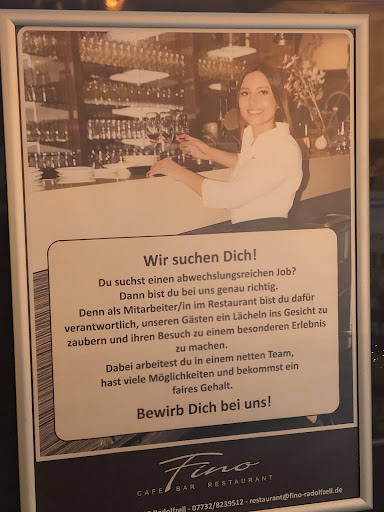 Wir suchen Dich!
Du suchst einen abwechslungsreichen Job?
Dann bist du bei uns genau richtig.
Denn als Mitarbeiter/in im Restaurant bist du dafür
verantwortlich, unseren Gästen ein Lächeln ins Gesicht zu
zaubern und ihren Besuch zu einem besonderen Erlebnis
zu machen.
Dabei arbeitest du in einem netten Team,
hast viele Möglichkeiten und bekommst ein
faires Gehalt.
Bewirb Dich bei uns!
Fino
CAFE BAR RESTAURANT
Radolfzell - 07732/8239512 - restaurant@fino-radolfzell.de